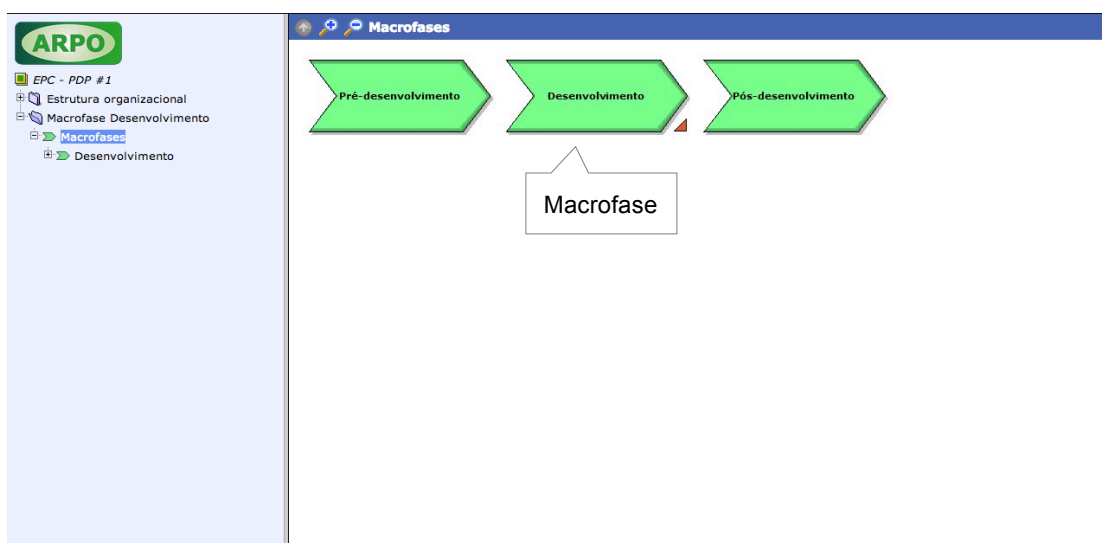 ARPO
EPC - PDP #1
Estrutura organizacional
Macrofase Desenvolvimento
Macrofases
Desenvolvimento
Macrofases
Pré-desenvolvimento
Desenvolvimento
Pós-desenvolvimento
Macrofase